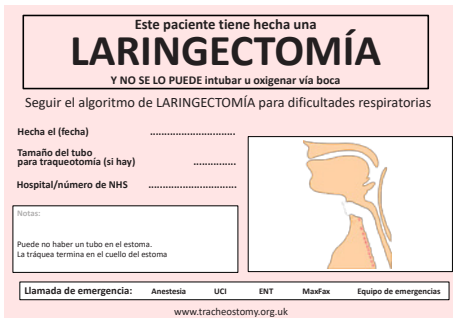 Este paciente tiene hecha una
LARINGECTOMÍA
Y NO SE LO PUEDE intubar u oxigenar vía boca
Seguir el algoritmo de LARINGECTOMÍA para dificultades respiratorias
Hecha el (fecha) ..............................
Tamaño del tubo
para traqueotomía (si hay) ...............
Hospital/número de NHS ...............................
Notas:
Puede no haber un tubo en el estoma.
La tráquea termina en el cuello del estoma
Llamada de emergencia: Anestesia UCI ENT MaxFax Equipo de emergencias
www.tracheostomy.org.uk